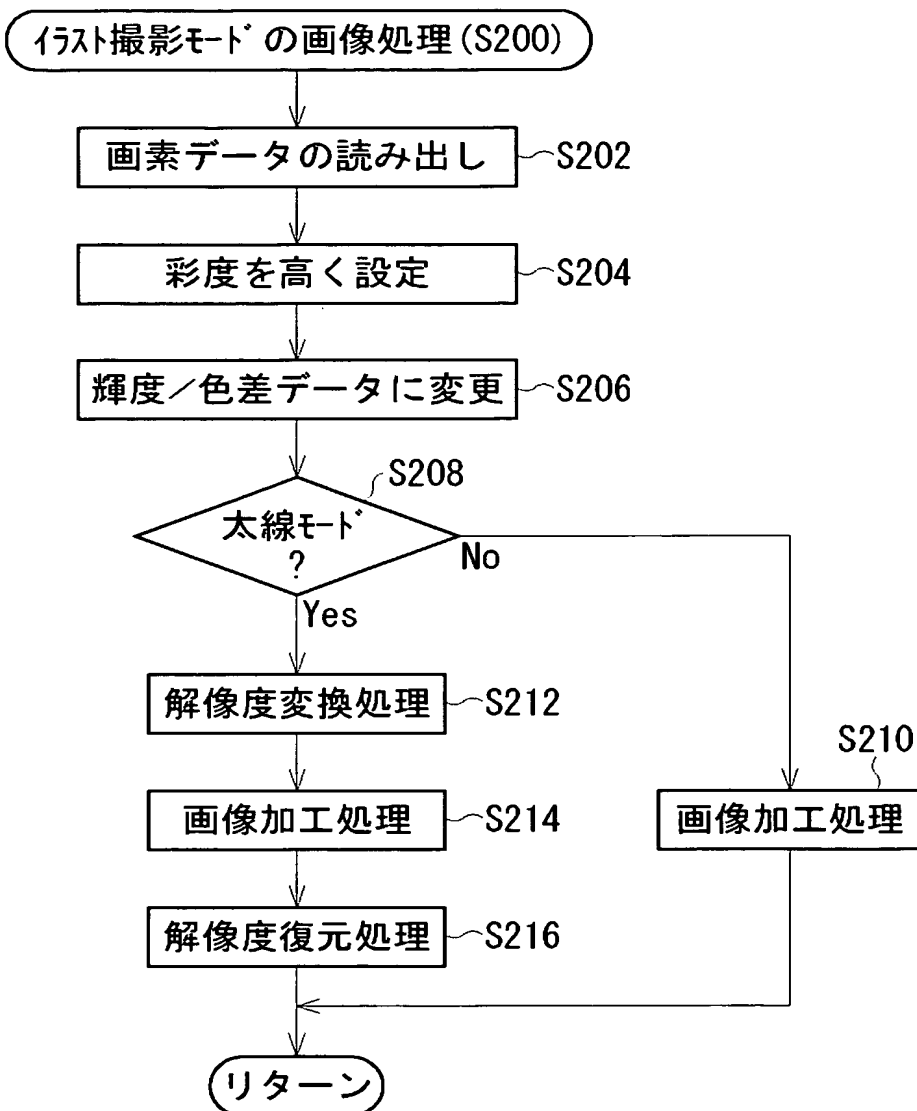 イラスト撮影モードの画像処理(S200)
画素データの読み出し
S202
彩度を高く設定
S204
輝度/色差データに変更
S206
S208
太線モード
?
No
Yes
解像度変換処理
S212
S210
画像加工処理
S214
画像加工処理
解像度復元処理
S216
リターン